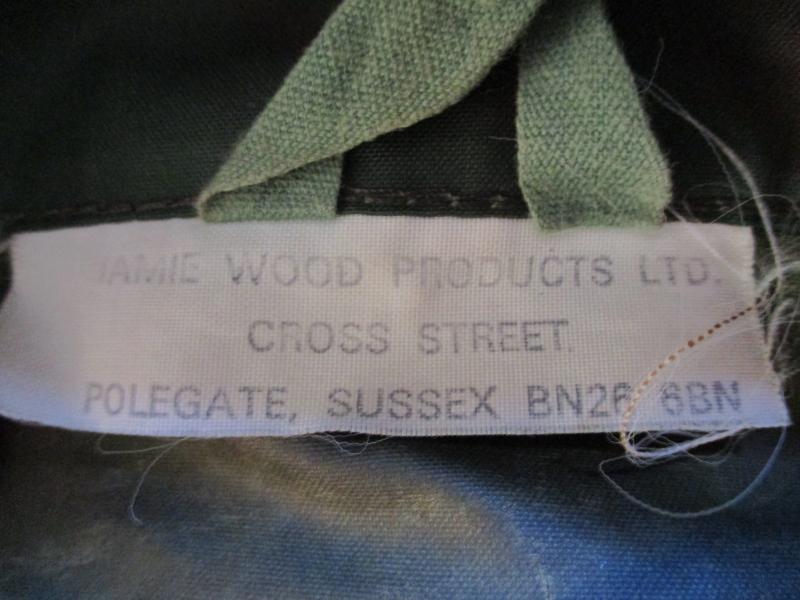 JAMIE WOOD PRODUCTS LTD.
CROSS STREET.
POLEGATE, SUSSEX BN26 6BN